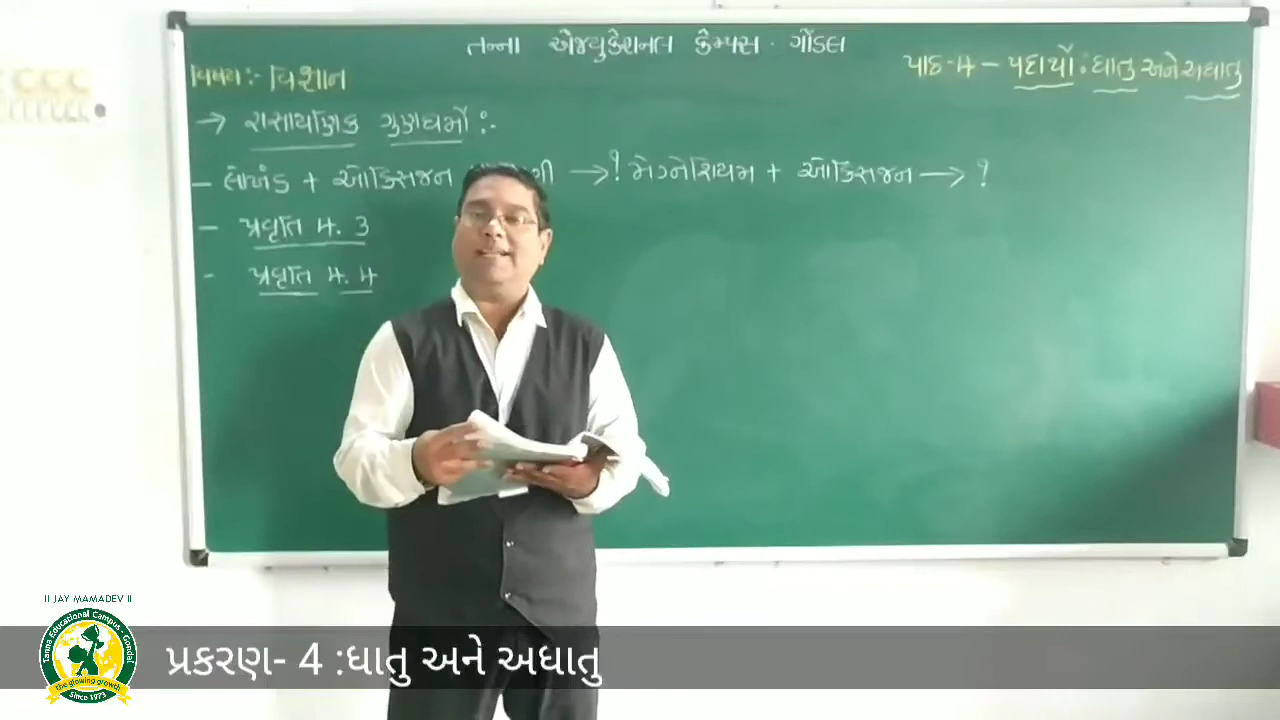 તન્ના એજ્યુકેશનલ કેમ્પસ · ગોંડલ
વિષય :- વિજ્ઞાન
પાઠ-4 – પદાર્થો : ધાતુ અને અધાતુ
→ રાસાયણિક ગુણધર્મો :-
– લોખંડ + ઓક્સિજન → ? મેગ્નેશિયમ + ઓક્સિજન → ?
– પ્રવૃત્તિ 4.3
- પ્રવૃત્તિ 4.4
II JAY MAMADEV II
Tanna Educational Campus - Gondal
the glowing growth
Since 1973
પ્રકરણ- 4 :ધાતુ અને અધાતુ